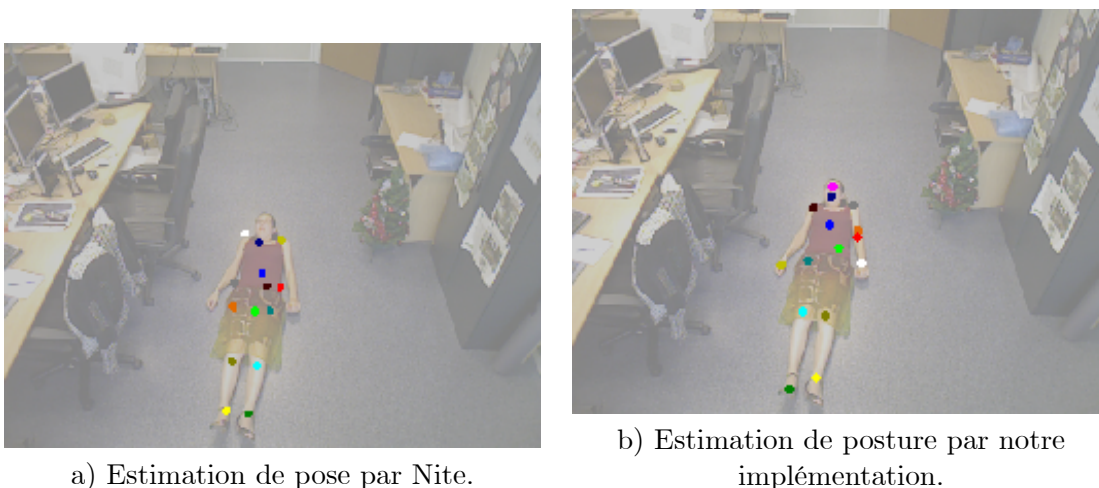 a) Estimation de pose par Nite.
b) Estimation de posture par notre
implémentation.